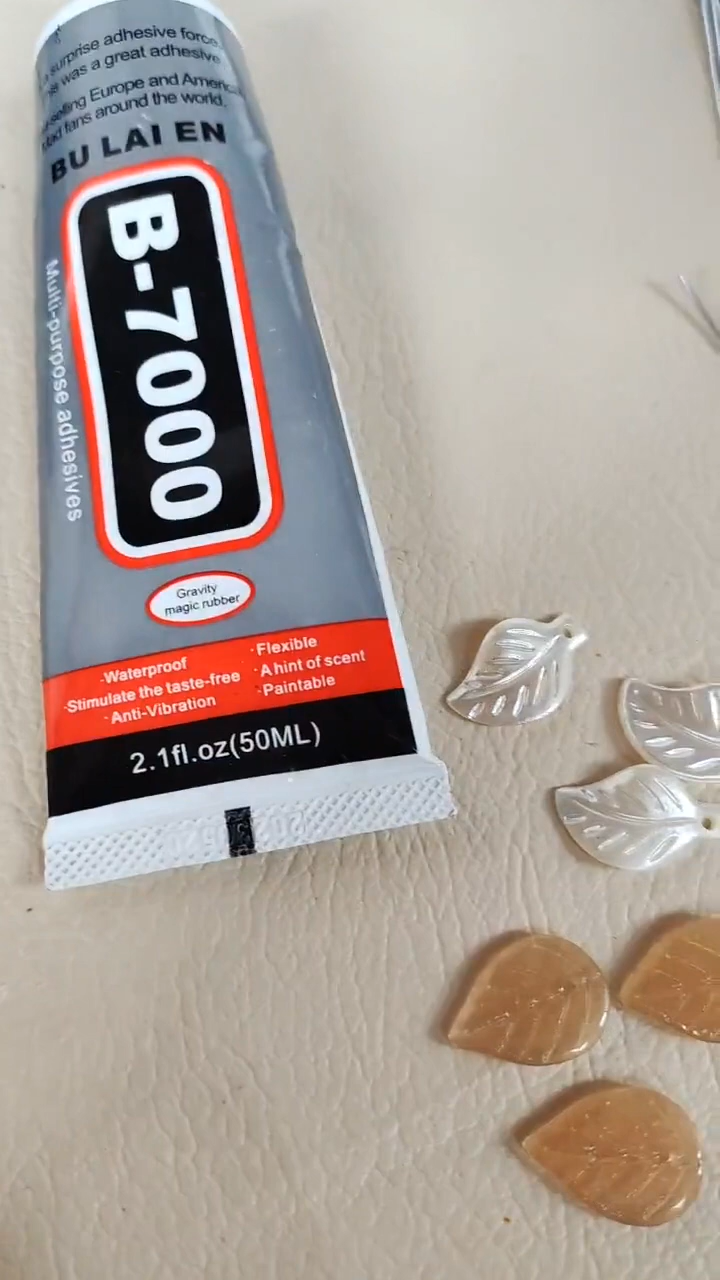 a surprise adhesive force.
was a great adhesive
selling Europe and America
fans around the world.
BU LAI EN
B-7000
Multi-purpose adhesives
Gravity
magic rubber
·Waterproof
·Stimulate the taste-free
·Anti-Vibration
·Flexible
·A hint of scent
·Paintable
2.1fl.oz(50ML)